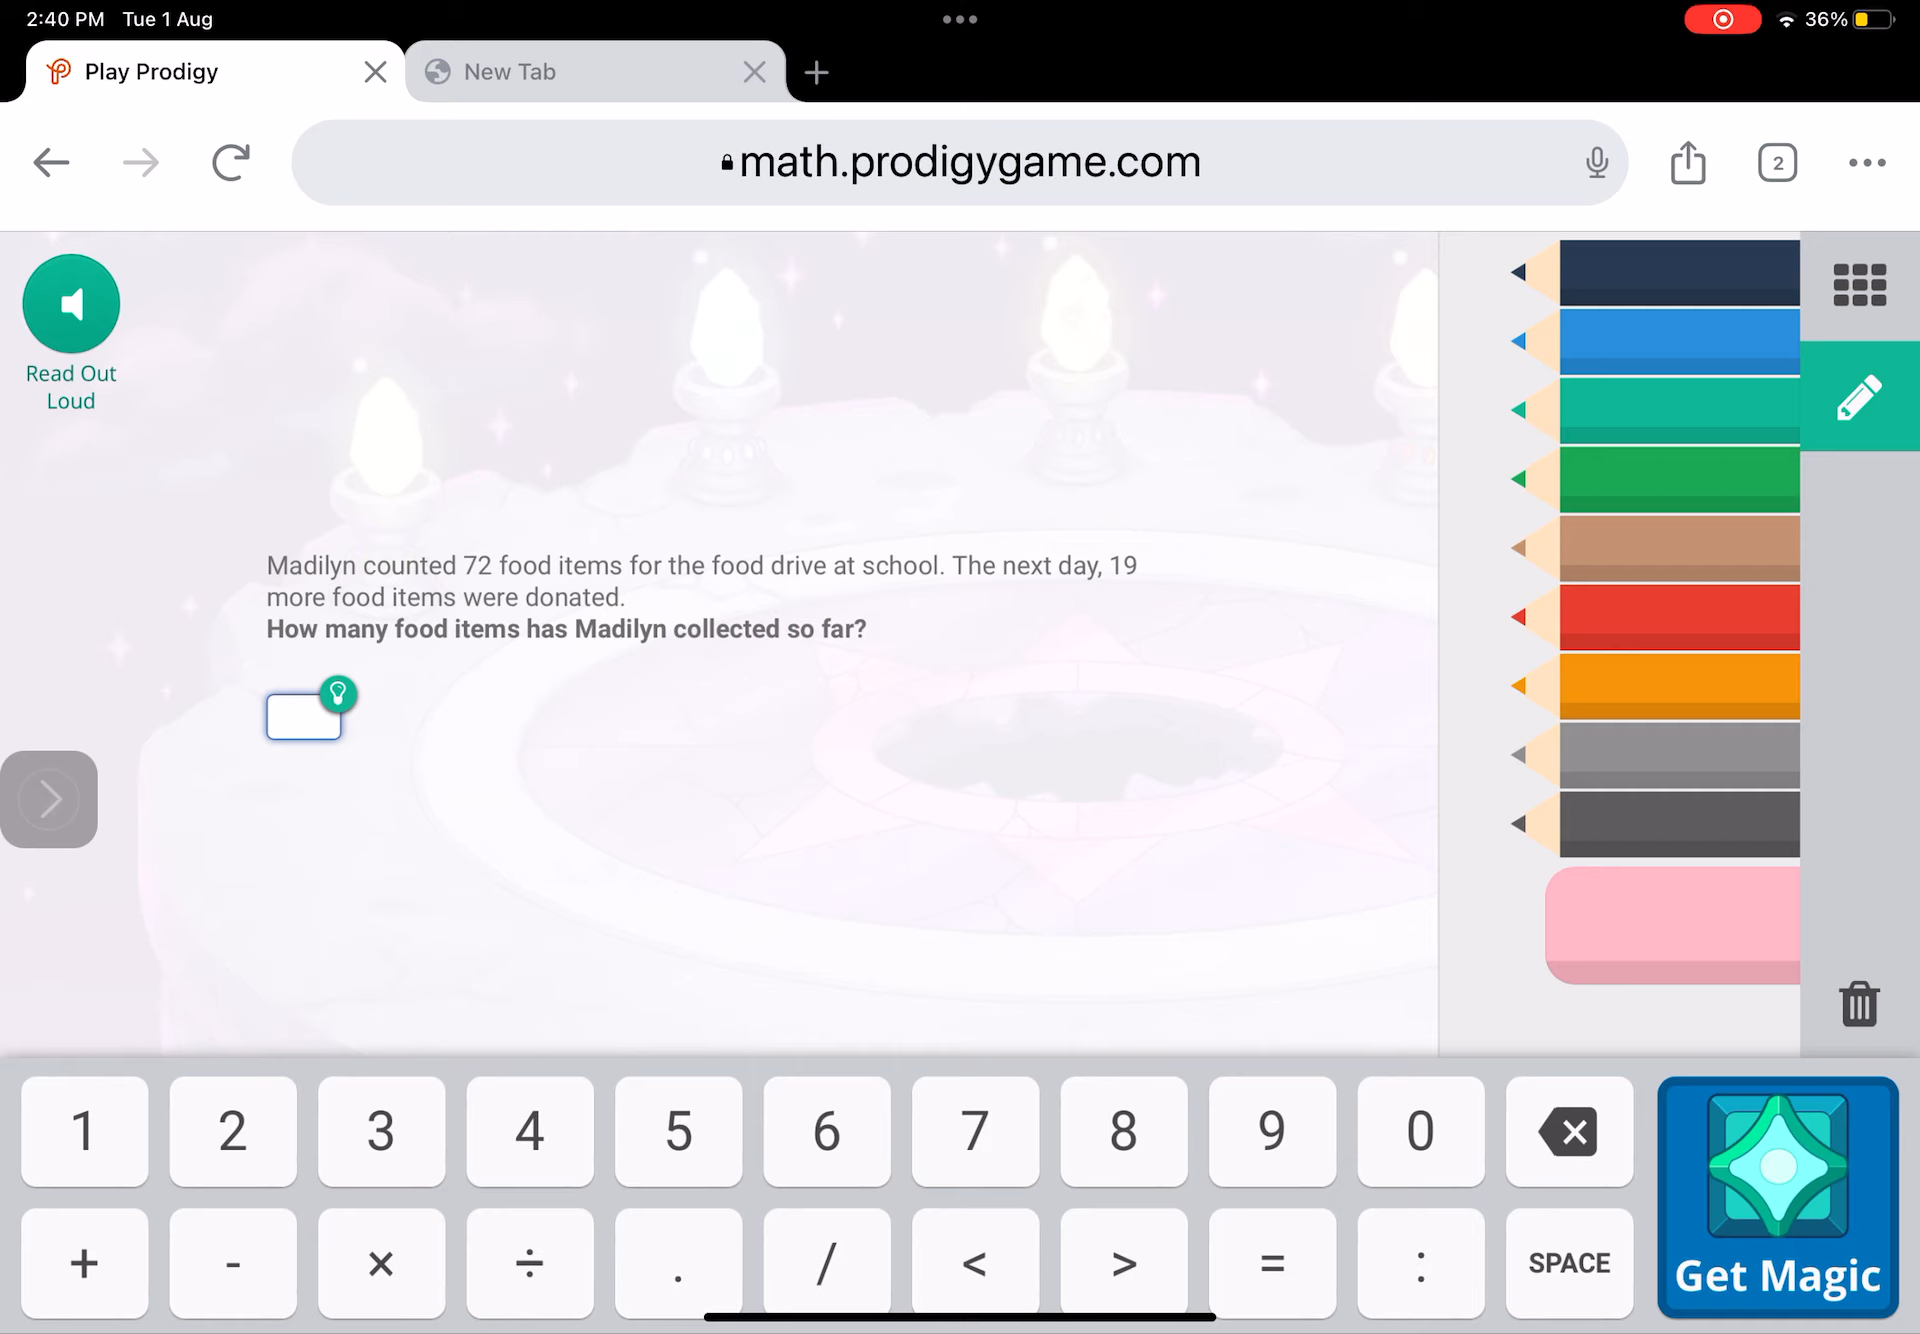 2:40 PM Tue 1 Aug
36%
Play Prodigy
New Tab
math.prodigygame.com
2
Read Out
Loud
Madilyn counted 72 food items for the food drive at school. The next day, 19
more food items were donated.
How many food items has Madilyn collected so far?
1 2 3 4 5 6 7 8 9 0
+ - × ÷ . / < > = : SPACE
Get Magic